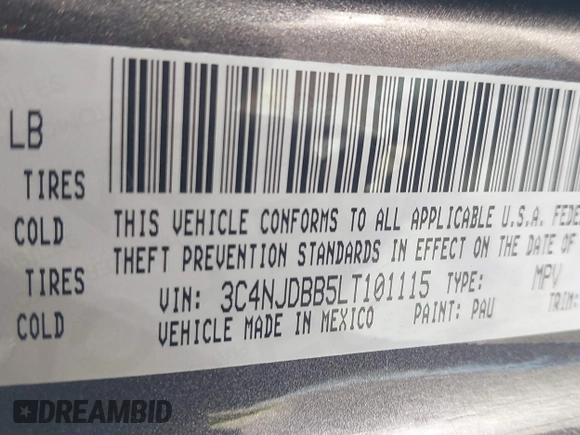 LB
TIRES
COLD
TIRES
COLD
THIS VEHICLE CONFORMS TO ALL APPLICABLE U.S.A.
THEFT PREVENTION STANDARDS IN EFFECT ON THE DATE OF
VIN: 3C4NJDBB5LT101115 TYPE: MPV
VEHICLE MADE IN MEXICO PAINT: PAU TRIM:
DREAMBID